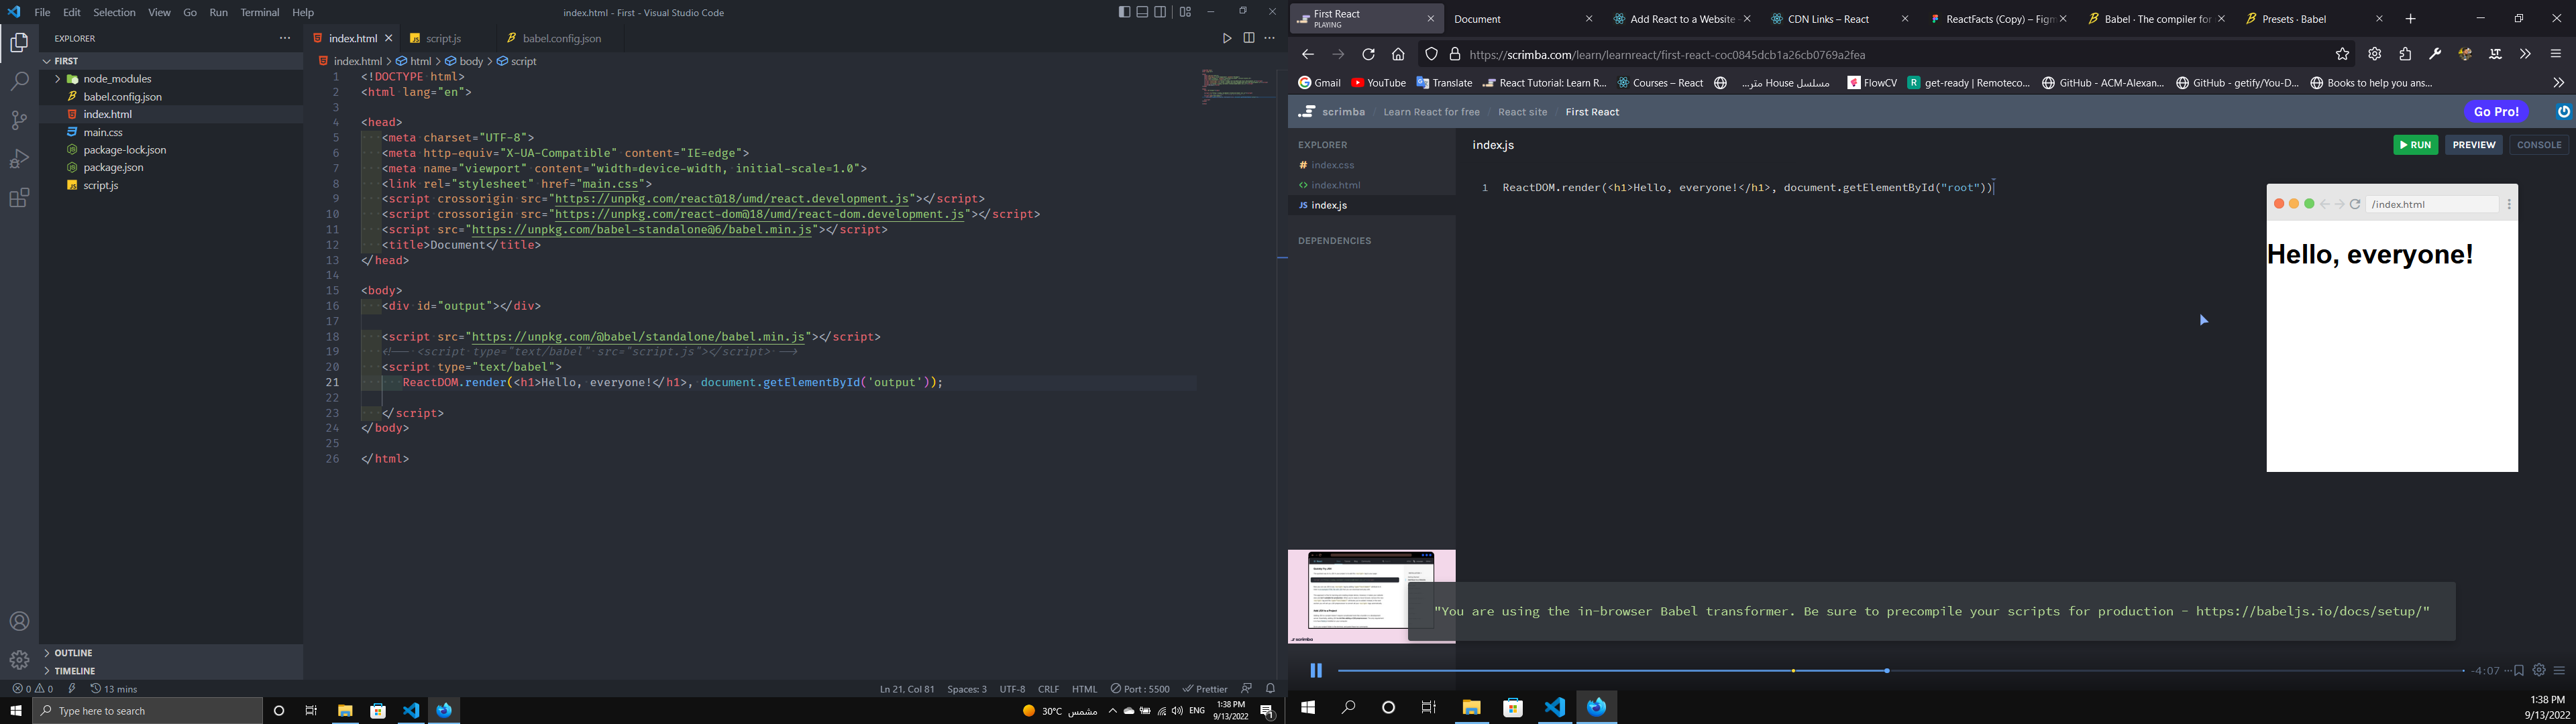 File Edit Selection View Go Run Terminal Help
index.html - First - Visual Studio Code
EXPLORER
FIRST
node_modules
babel.config.json
index.html
main.css
package-lock.json
package.json
script.js
OUTLINE
TIMELINE
index.html script.js babel.config.json
index.html > html > body > script
1 <!DOCTYPE html>
2 <html lang="en">
3
4 <head>
5 <meta charset="UTF-8">
6 <meta http-equiv="X-UA-Compatible" content="IE=edge">
7 <meta name="viewport" content="width=device-width, initial-scale=1.0">
8 <link rel="stylesheet" href="main.css">
9 <script crossorigin src="https://unpkg.com/react@18/umd/react.development.js"></script>
10 <script crossorigin src="https://unpkg.com/react-dom@18/umd/react-dom.development.js"></script>
11 <script src="https://unpkg.com/babel-standalone@6/babel.min.js"></script>
12 <title>Document</title>
13 </head>
14
15 <body>
16 <div id="output"></div>
17
18 <script src="https://unpkg.com/@babel/standalone/babel.min.js"></script>
19 <!-- <script type="text/babel" src="script.js"></script> -->
20 <script type="text/babel">
21 ReactDOM.render(<h1>Hello, everyone!</h1>, document.getElementById('output'));
22
23 </script>
24 </body>
25
26 </html>
0 0 13 mins
Ln 21, Col 81 Spaces: 3 UTF-8 CRLF HTML Port : 5500 Prettier
Type here to search
30°C مشمس ENG
1:38 PM
9/13/2022
1
First React
PLAYING
Document
Add React to a Website
CDN Links – React
ReactFacts (Copy) – Figm
Babel · The compiler for
Presets · Babel
https://scrimba.com/learn/learnreact/first-react-coc0845dcb1a26cb0769a2fea
Gmail YouTube Translate React Tutorial: Learn R... Courses – React مسلسل House متر... FlowCV get-ready | Remoteco... GitHub - ACM-Alexan... GitHub - getify/You-D... Books to help you ans...
scrimba / Learn React for free / React site / First React
Go Pro!
EXPLORER
index.css
index.html
index.js
DEPENDENCIES
index.js
RUN PREVIEW CONSOLE
1 ReactDOM.render(<h1>Hello, everyone!</h1>, document.getElementById("root"))
/index.html
Hello, everyone!
scrimba
"You are using the in-browser Babel transformer. Be sure to precompile your scripts for production - https://babeljs.io/docs/setup/"
-4:07
1:38 PM
9/13/2022